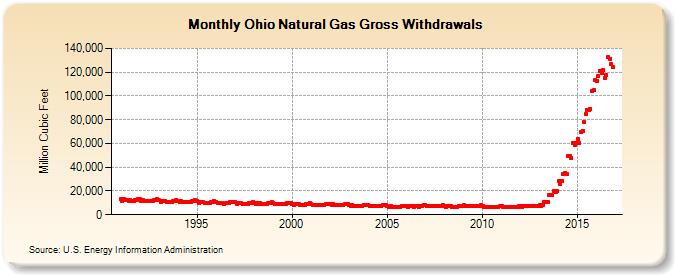 Monthly Ohio Natural Gas Gross Withdrawals
Million Cubic Feet
140,000
120,000
100,000
80,000
60,000
40,000
20,000
0
1995 2000 2005 2010 2015
Source: U.S. Energy Information Administration